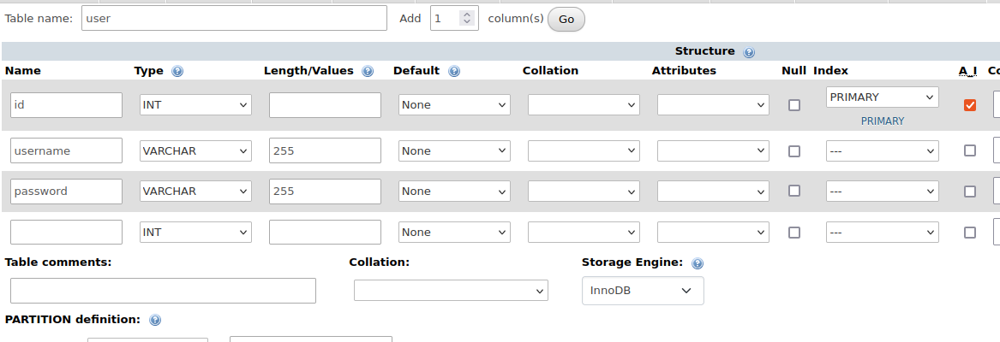 Table name: user Add 1 column(s) Go
Structure
Name Type Length/Values Default Collation Attributes Null Index A_I Co
id INT None PRIMARY
PRIMARY
username VARCHAR 255 None ---
password VARCHAR 255 None ---
INT None ---
Table comments: Collation: Storage Engine:
InnoDB
PARTITION definition: